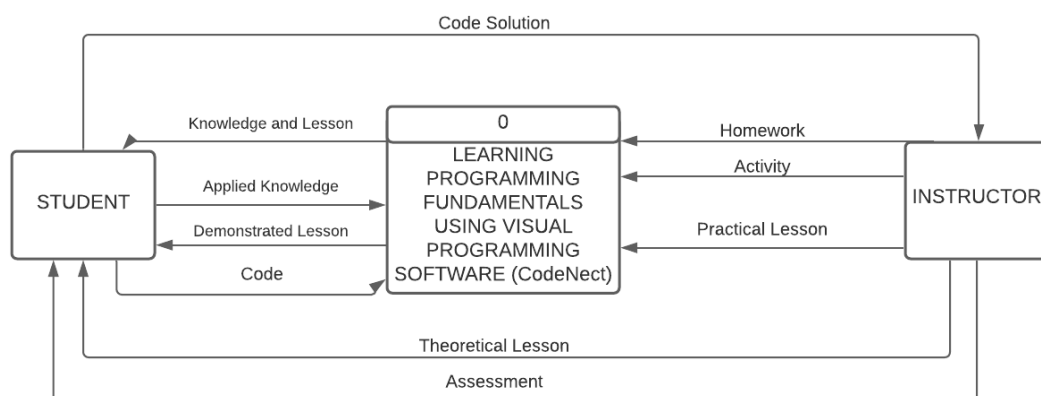 Code Solution
Knowledge and Lesson
0
Homework
LEARNING
PROGRAMMING
FUNDAMENTALS
USING VISUAL
PROGRAMMING
SOFTWARE (CodeNect)
Activity
STUDENT
Applied Knowledge
INSTRUCTOR
Demonstrated Lesson
Practical Lesson
Code
Theoretical Lesson
Assessment